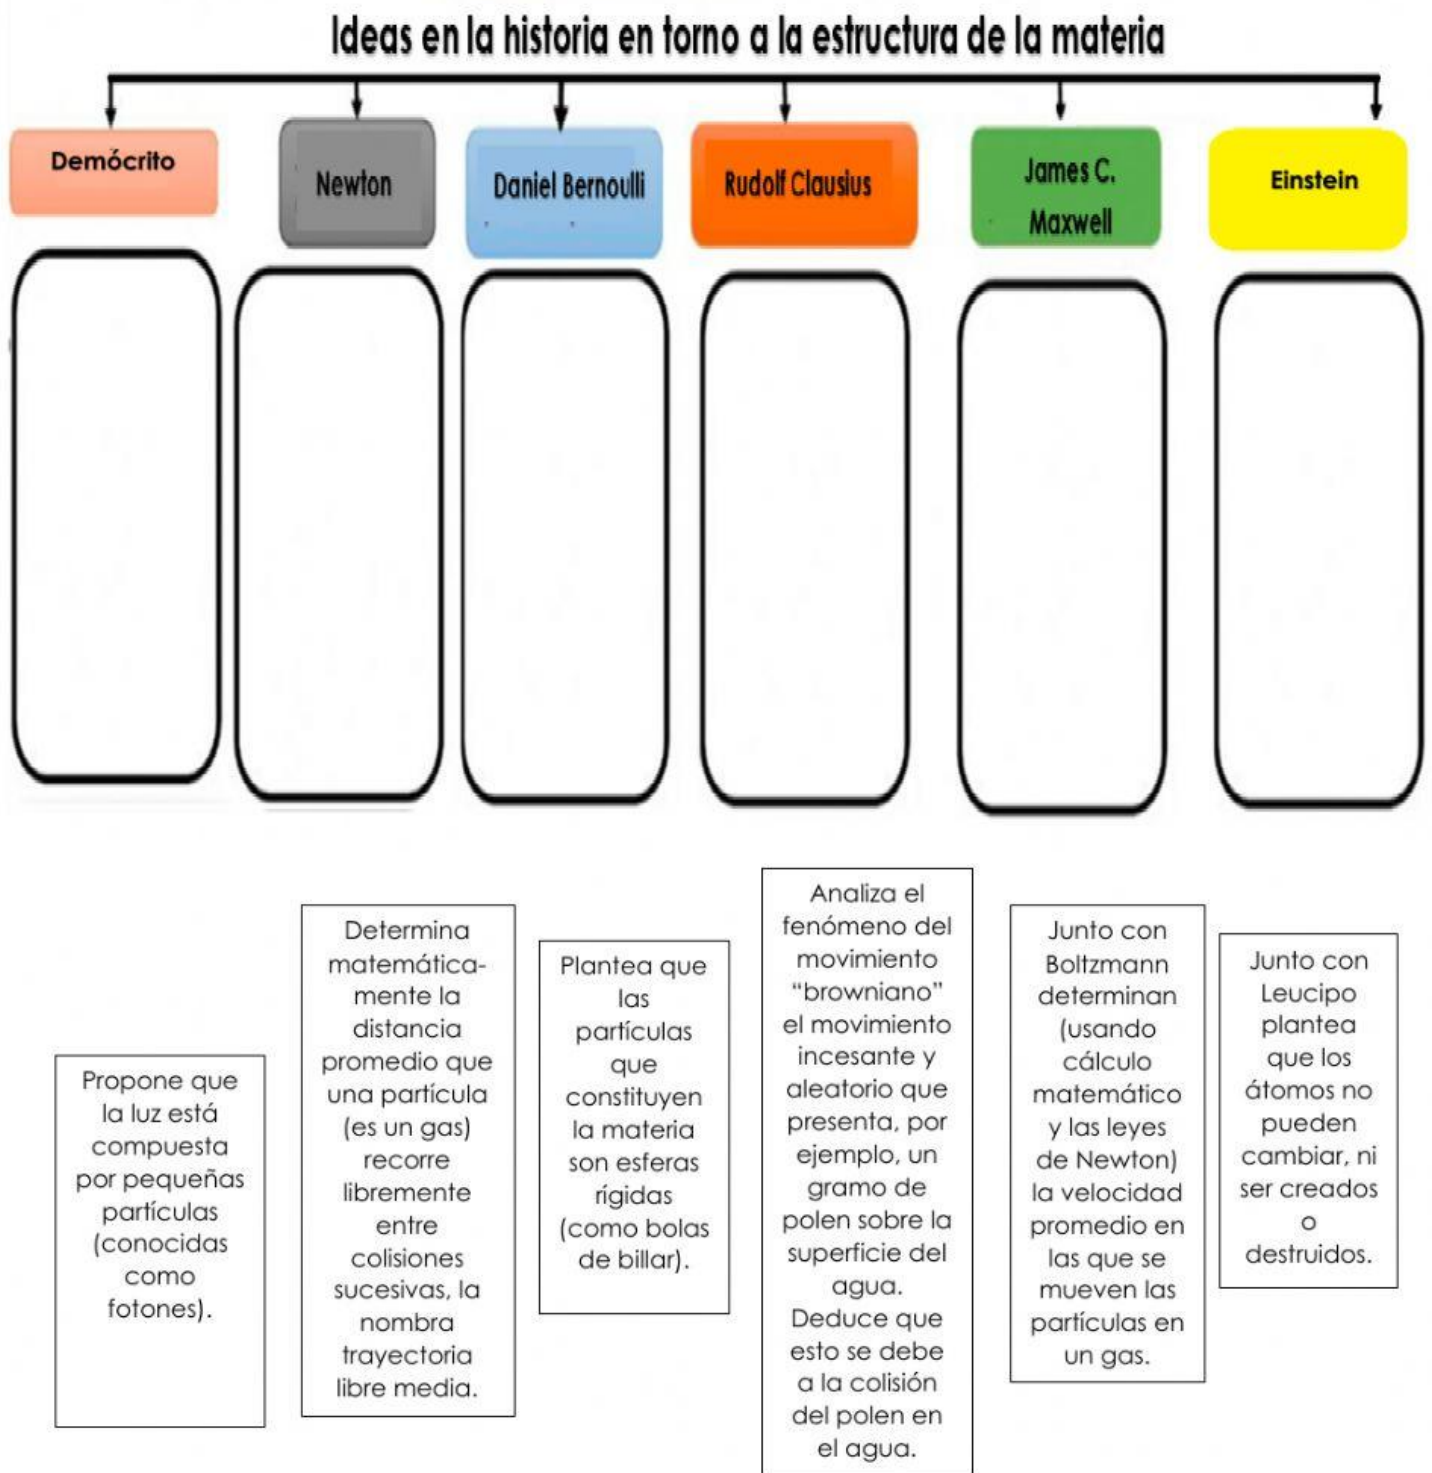 Ideas en la historia en torno a la estructura de la materia
Demócrito
Newton
Daniel Bernoulli
Rudolf Clausius
James C.
Maxwell
Einstein
Propone que
la luz está
compuesta
por pequeñas
partículas
(conocidas
como
fotones).
Determina
matemática-
mente la
distancia
promedio que
una partícula
(es un gas)
recorre
libremente
entre
colisiones
sucesivas, la
nombra
trayectoria
libre media.
Plantea que
las
partículas
que
constituyen
la materia
son esferas
rígidas
(como bolas
de billar).
Analiza el
fenómeno del
movimiento
“browniano”
el movimiento
incesante y
aleatorio que
presenta, por
ejemplo, un
gramo de
polen sobre la
superficie del
agua.
Deduce que
esto se debe
a la colisión
del polen en
el agua.
Junto con
Boltzmann
determinan
(usando
cálculo
matemático
y las leyes
de Newton)
la velocidad
promedio en
las que se
mueven las
partículas en
un gas.
Junto con
Leucipo
plantea
que los
átomos no
pueden
cambiar, ni
ser creados
o
destruidos.